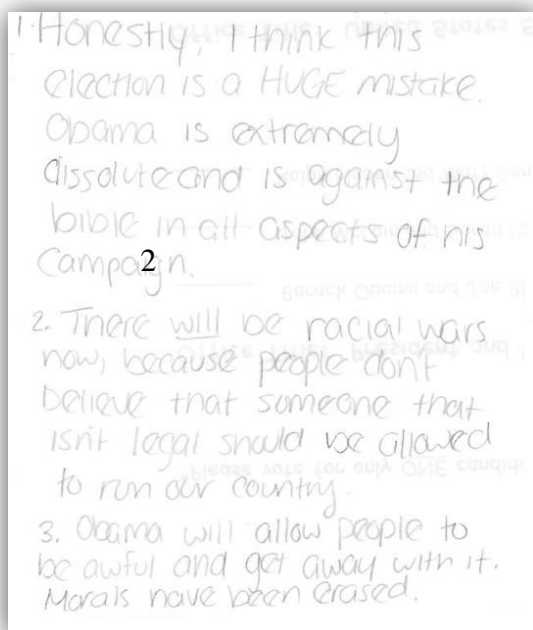 1. Honestly, I think this
election is a HUGE mistake.
Obama is extremely
dissolute and is against the
bible in all aspects of his
campaign.
2
2. There will be racial wars
now, because people don't
believe that someone that
isn't legal should be allowed
to run our country.
3. Obama will allow people to
be awful and get away with it.
Morals have been erased.